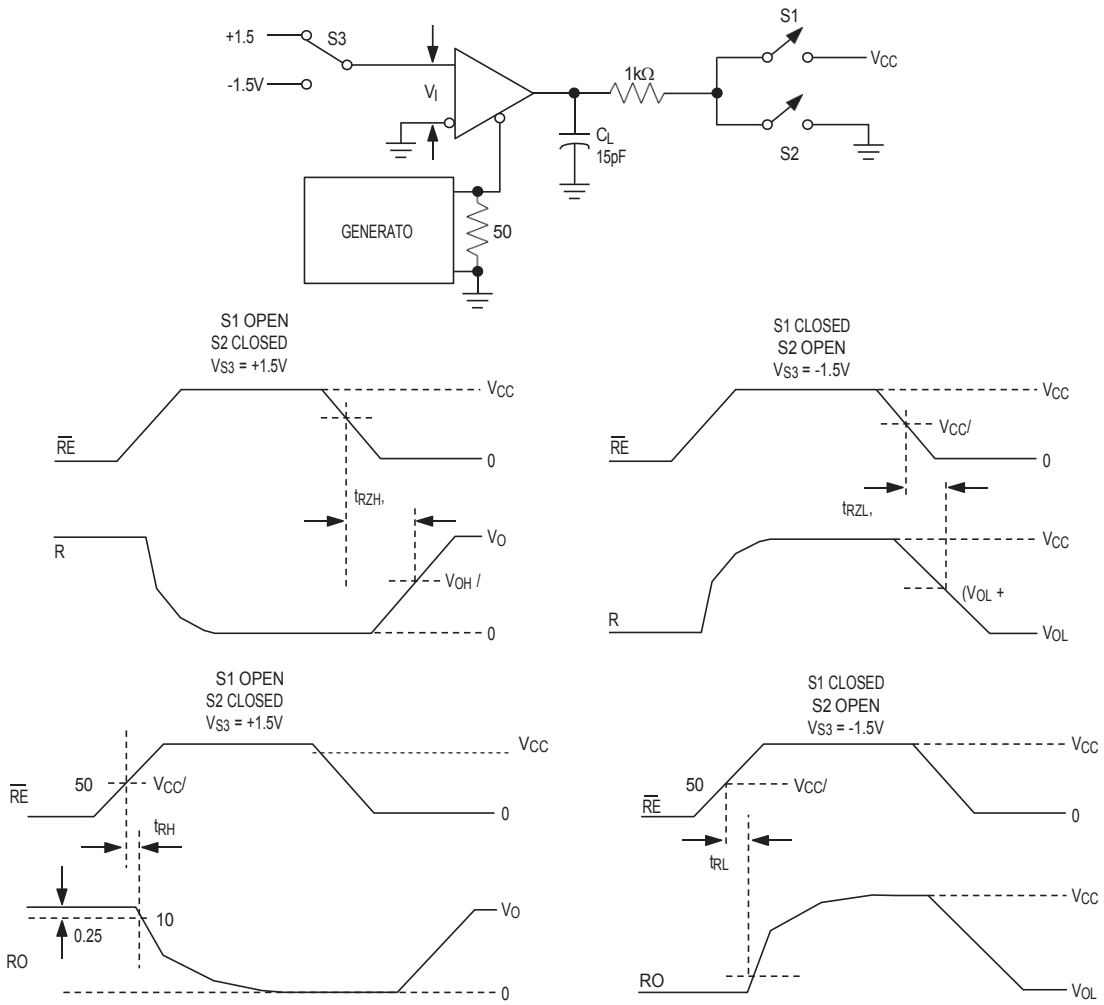 +1.5
S3
-1.5V
VI
1kΩ
S1
VCC
S2
CL
15pF
GENERATO
50
S1 OPEN
S2 CLOSED
VS3 = +1.5V
VCC
RE
0
tRZH,
R
VO
VOH /
0
S1 CLOSED
S2 OPEN
VS3 = -1.5V
VCC
VCC/
RE
0
tRZL,
VCC
R
(VOL +
VOL
S1 OPEN
S2 CLOSED
VS3 = +1.5V
VCC
50
VCC/
RE
0
tRH
10
0.25
VO
RO
0
S1 CLOSED
S2 OPEN
VS3 = -1.5V
VCC
50
VCC/
RE
0
tRL
VCC
RO
VOL